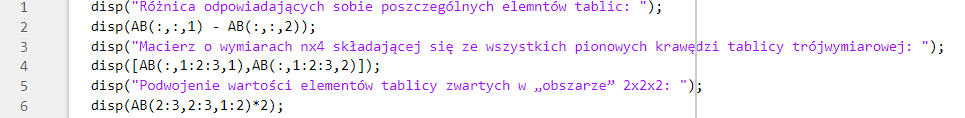 1 disp("Różnica odpowiadających sobie poszczególnych elemntów tablic: ");
2 disp(AB(:,:,1) - AB(:,:,2));
3 disp("Macierz o wymiarach nx4 składającej się ze wszystkich pionowych krawędzi tablicy trójwymiarowej: ");
4 disp([AB(:,1:2:3,1),AB(:,1:2:3,2)]);
5 disp("Podwojenie wartości elementów tablicy zwartych w „obszarze” 2x2x2: ");
6 disp(AB(2:3,2:3,1:2)*2);